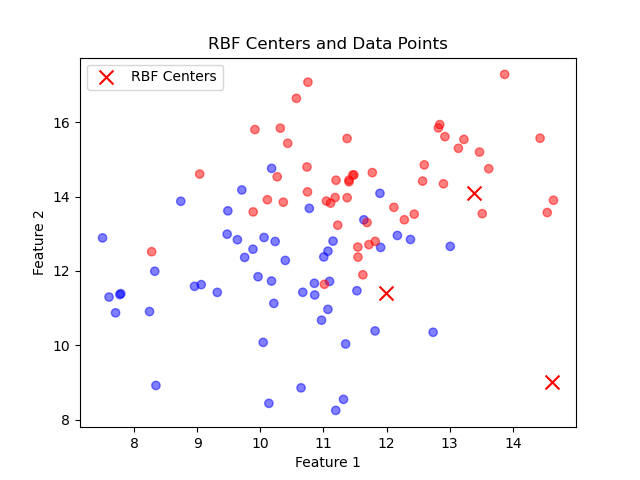 RBF Centers and Data Points
RBF Centers
16
14
12
10
8
Feature 2
8 9 10 11 12 13 14
Feature 1